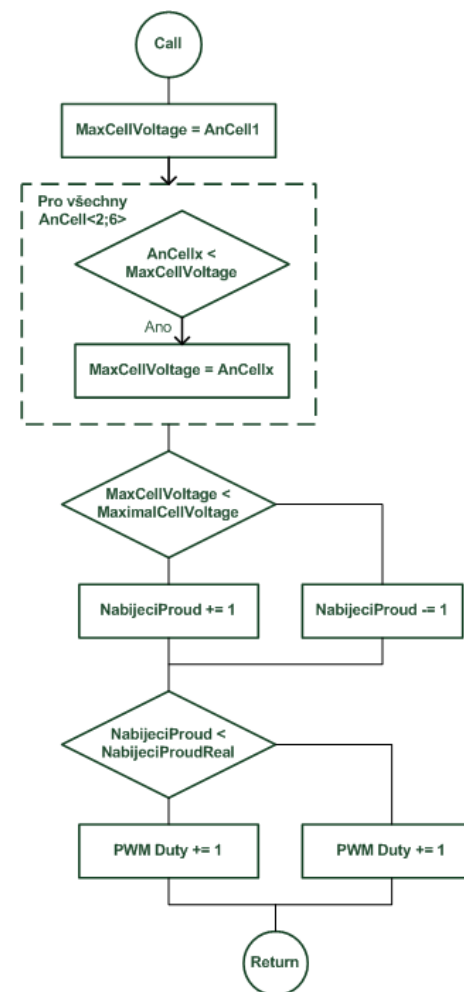 Call
MaxCellVoltage = AnCell1
Pro všechny
AnCell<2;6>
AnCellx <
MaxCellVoltage
Ano
MaxCellVoltage = AnCellx
MaxCellVoltage <
MaximalCellVoltage
NabijeciProud += 1
NabijeciProud -= 1
NabijeciProud <
NabijeciProudReal
PWM Duty += 1
PWM Duty += 1
Return